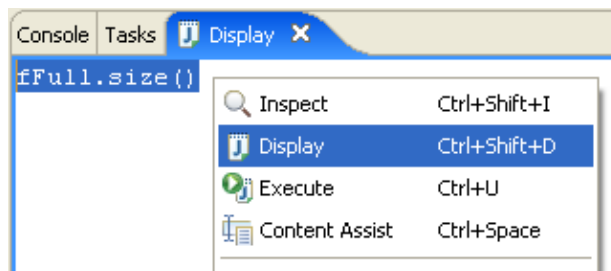 Console Tasks Display
fFull.size()
Inspect Ctrl+Shift+I
Display Ctrl+Shift+D
Execute Ctrl+U
Content Assist Ctrl+Space